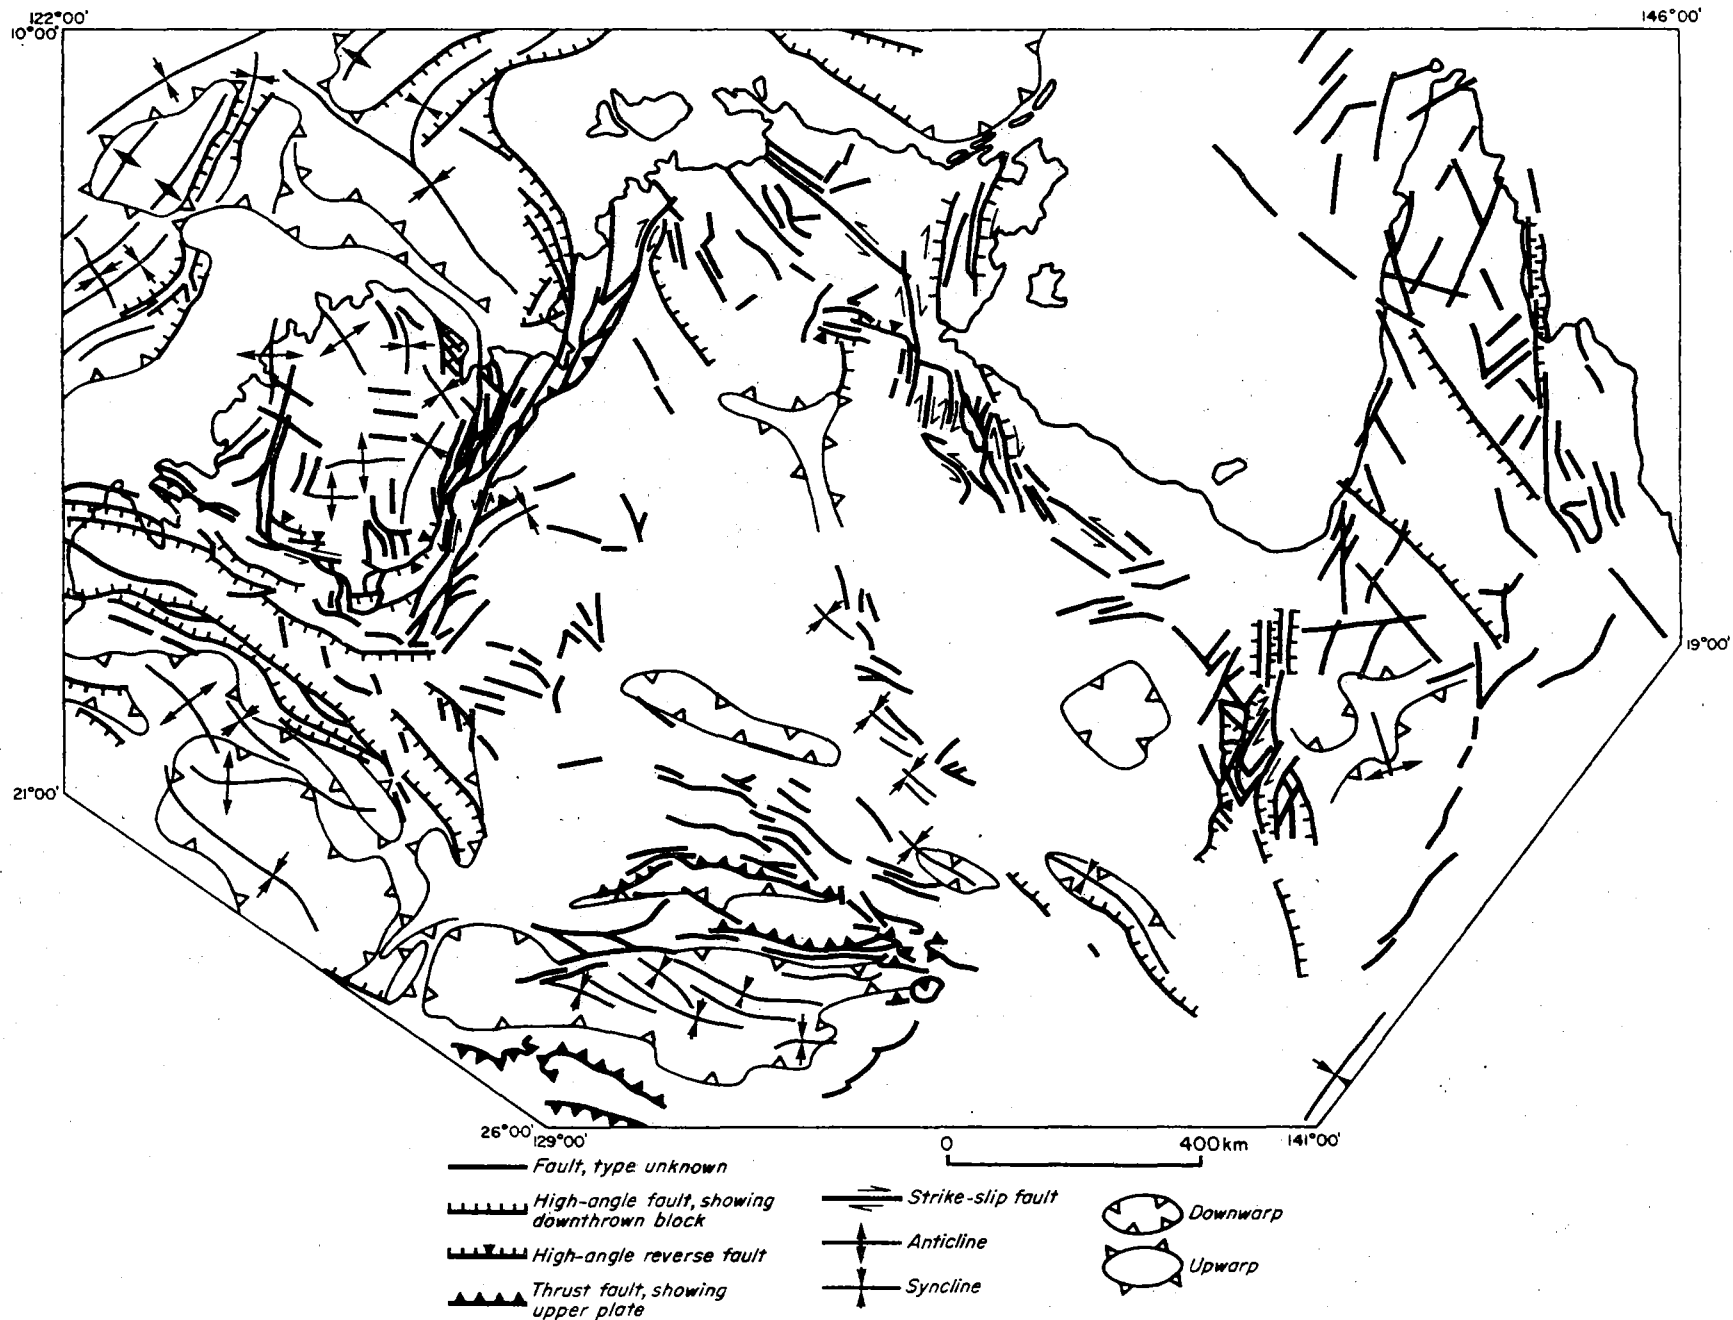 122°00'
146°00'
10°00'
19°00'
21°00'
26°00'
129°00'
141°00'
0
400 km
Fault, type unknown
High-angle fault, showing
downthrown block
High-angle reverse fault
Thrust fault, showing
upper plate
Strike-slip fault
Anticline
Syncline
Downwarp
Upwarp